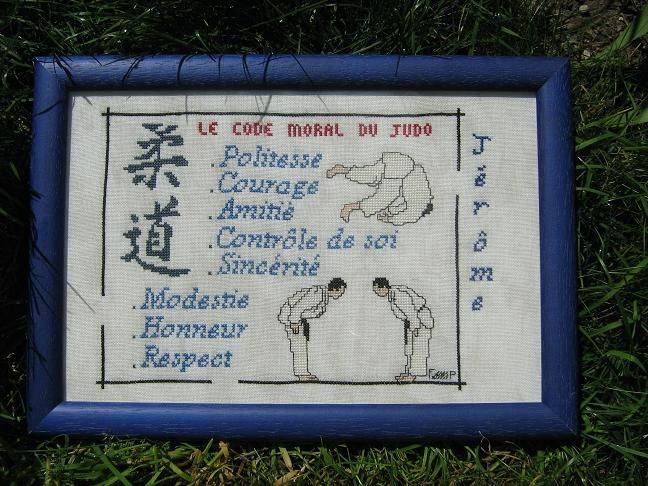 LE CODE MORAL DU JUDO
柔道
.Politesse
.Courage
.Amitié
.Contrôle de soi
.Sincérité
.Modestie
.Honneur
.Respect
Jérôme